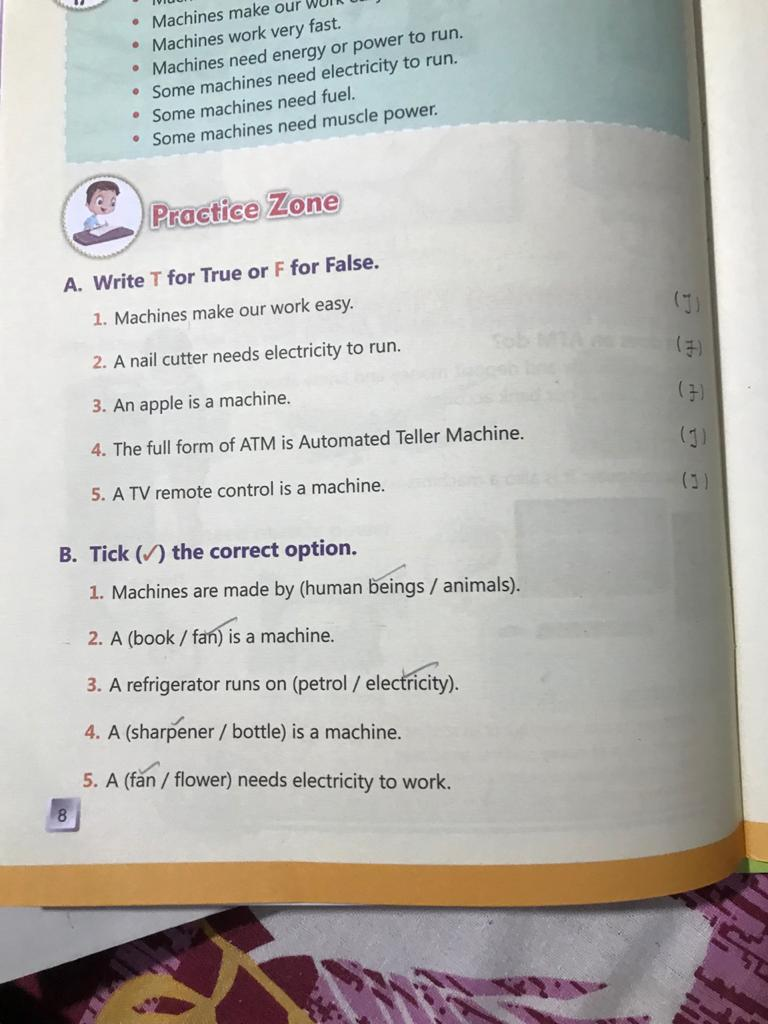 Machines make our work
• Machines work very fast.
• Machines need energy or power to run.
• Some machines need electricity to run.
• Some machines need fuel.
• Some machines need muscle power.
Practice Zone
A. Write T for True or F for False.
1. Machines make our work easy. (T)
2. A nail cutter needs electricity to run. (F)
3. An apple is a machine. (F)
4. The full form of ATM is Automated Teller Machine. (T)
5. A TV remote control is a machine. (T)
B. Tick (✓) the correct option.
1. Machines are made by (human beings / animals).
2. A (book / fan) is a machine.
3. A refrigerator runs on (petrol / electricity).
4. A (sharpener / bottle) is a machine.
5. A (fan / flower) needs electricity to work.
8